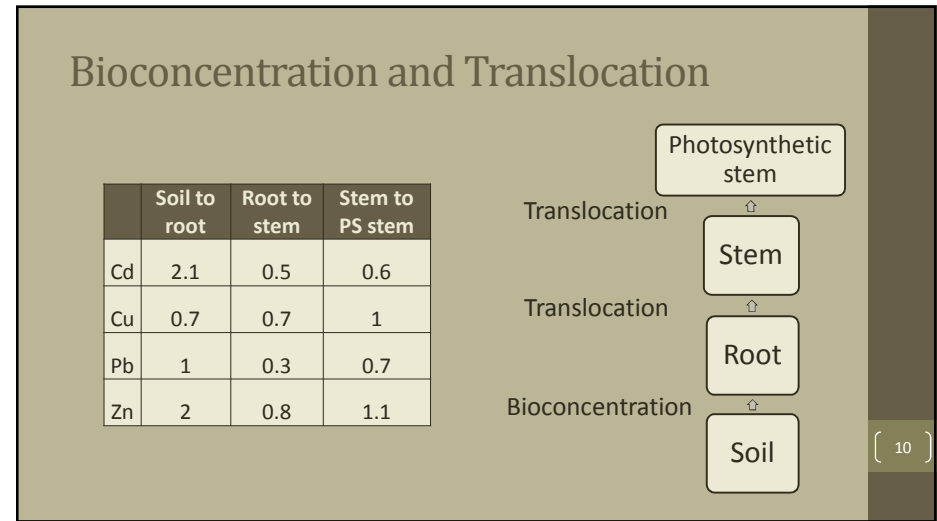 Bioconcentration and Translocation
Soil to root Root to stem Stem to PS stem
Cd 2.1 0.5 0.6
Cu 0.7 0.7 1
Pb 1 0.3 0.7
Zn 2 0.8 1.1
Photosynthetic
stem
Translocation
Stem
Translocation
Root
Bioconcentration
Soil
10